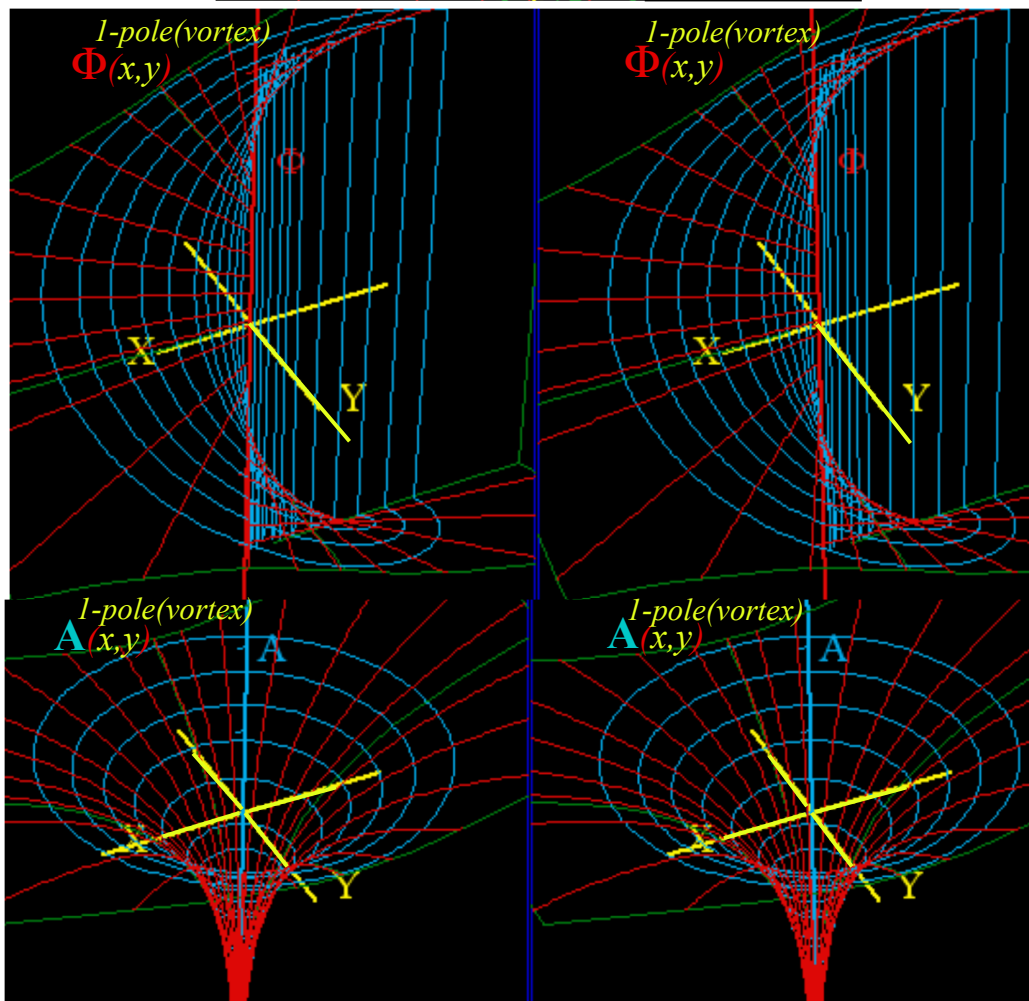 1-pole(vortex)
Φ(x,y)
Φ
X
Y
1-pole(vortex)
Φ(x,y)
Φ
X
Y
1-pole(vortex)
A(x,y)
A
X
Y
1-pole(vortex)
A(x,y)
A
X
Y